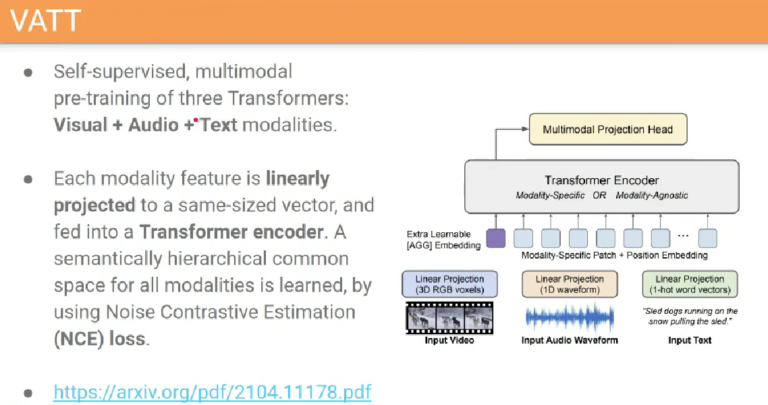 VATT
Self-supervised, multimodal
pre-training of three Transformers:
Visual + Audio + Text modalities.
Each modality feature is linearly
projected to a same-sized vector, and
fed into a Transformer encoder. A
semantically hierarchical common
space for all modalities is learned, by
using Noise Contrastive Estimation
(NCE) loss.
https://arxiv.org/pdf/2104.11178.pdf
Multimodal Projection Head
Transformer Encoder
Modality-Specific OR Modality-Agnostic
Extra Learnable
[AGG] Embedding
...
Modality-Specific Patch + Position Embedding
Linear Projection
(3D RGB voxels)
Linear Projection
(1D waveform)
Linear Projection
(1-hot word vectors)
"Sled dogs running on the
snow pulling the sled."
Input Video
Input Audio Waveform
Input Text